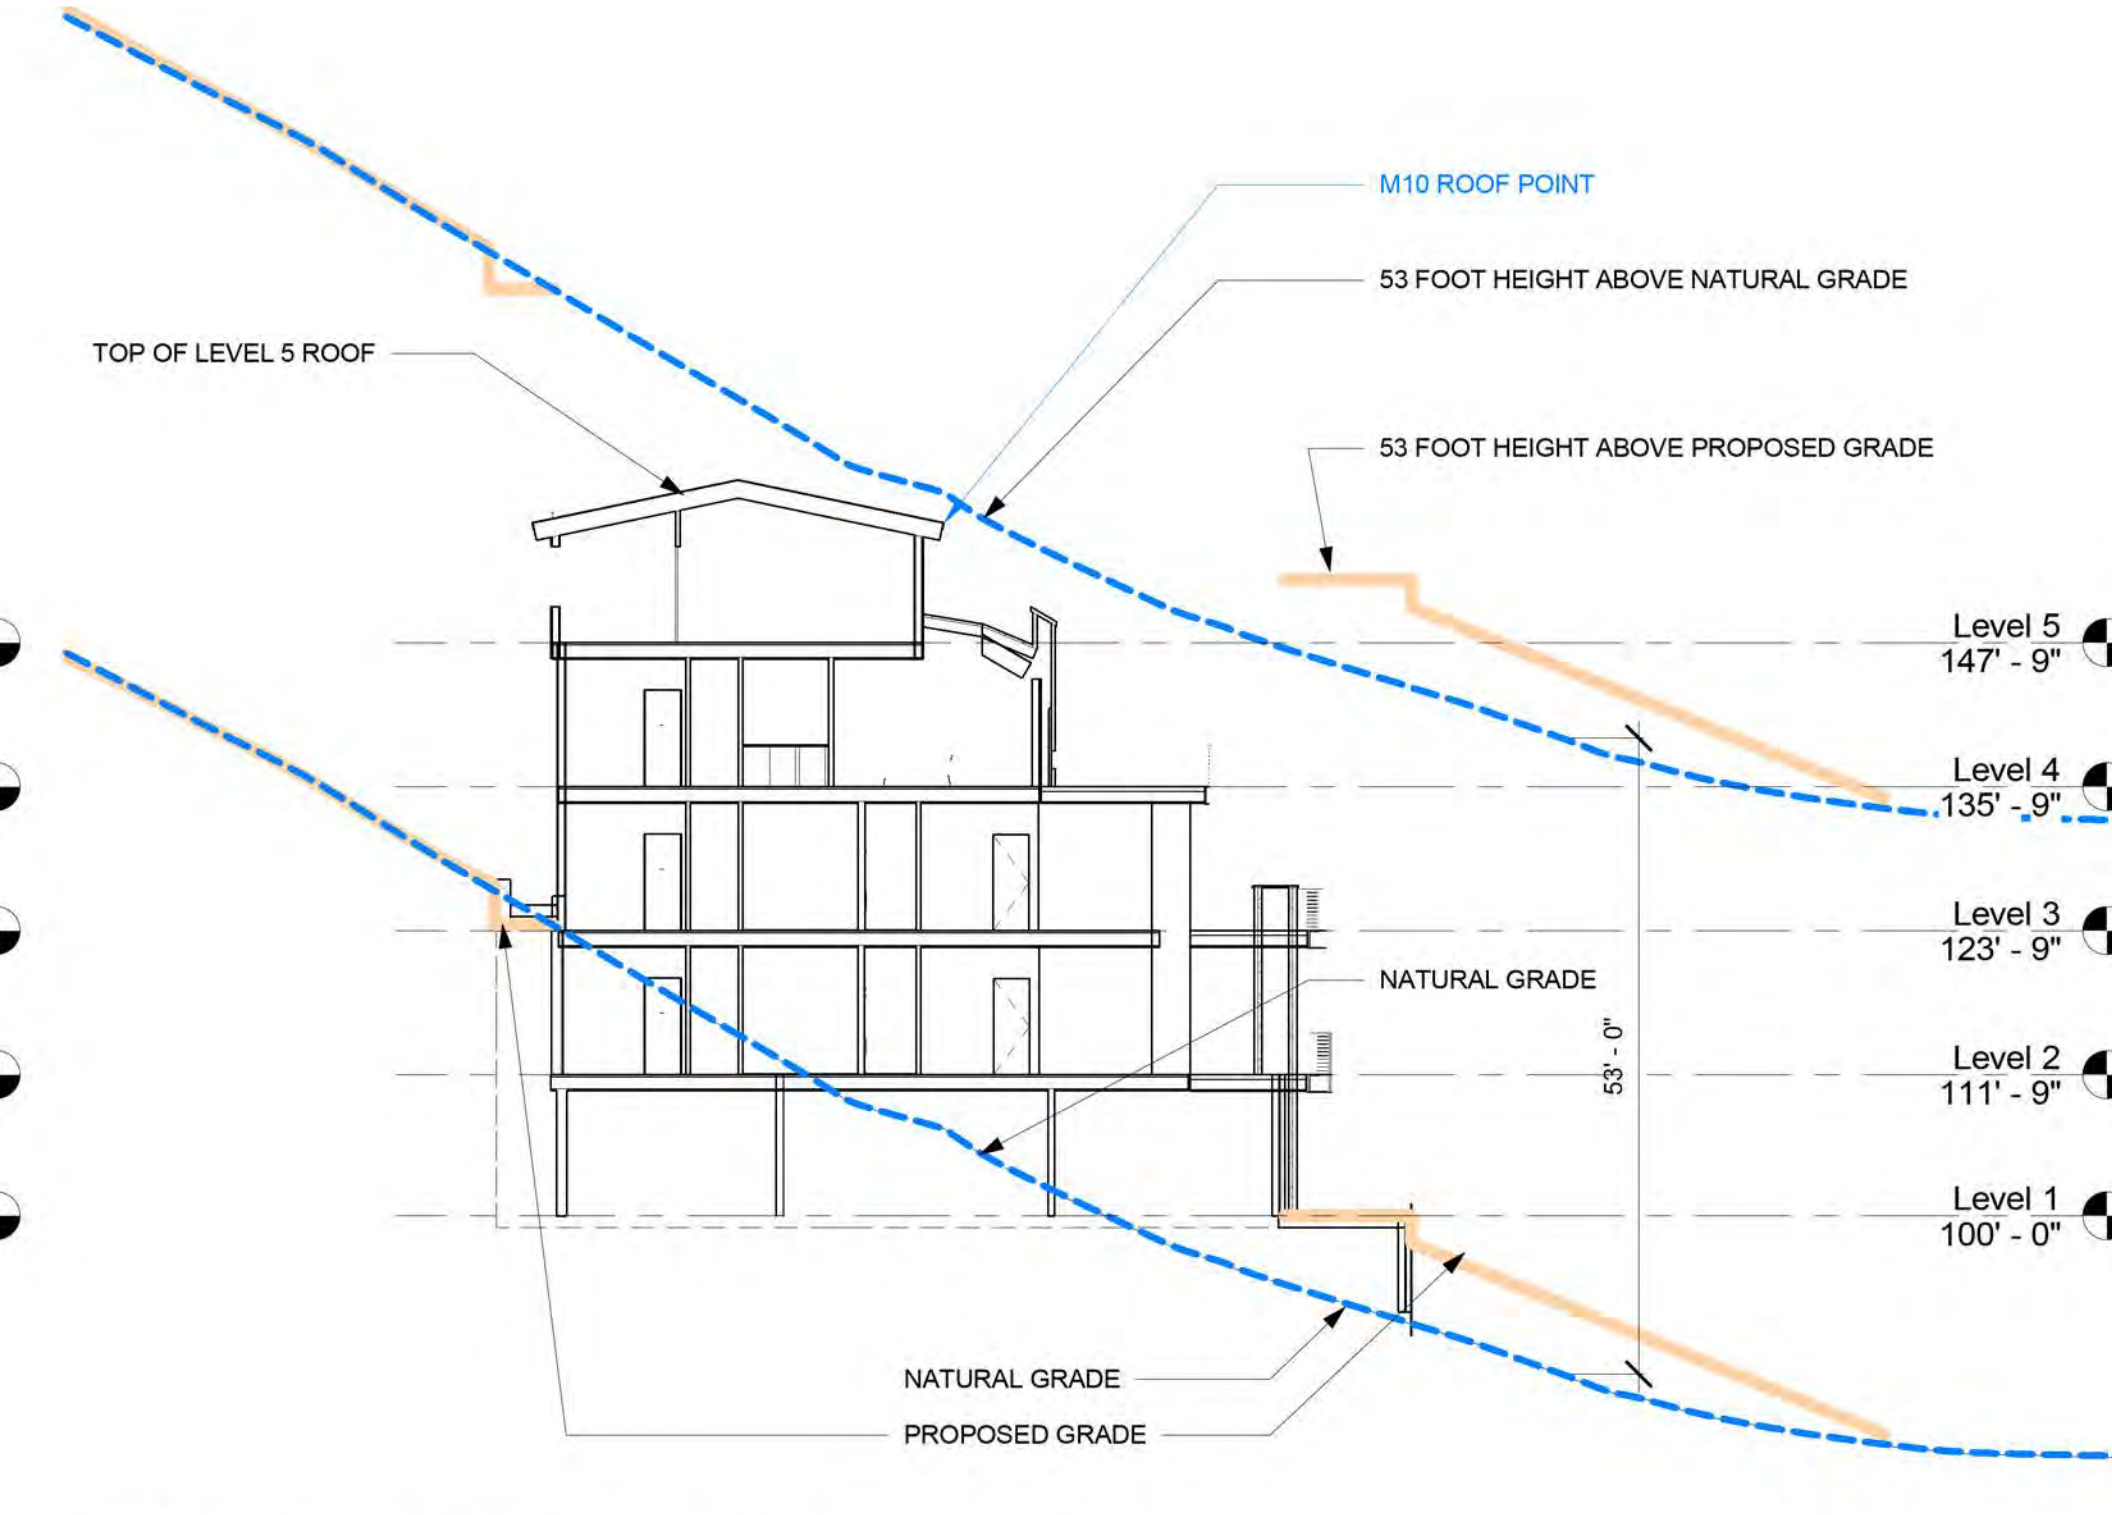 M10 ROOF POINT
53 FOOT HEIGHT ABOVE NATURAL GRADE
TOP OF LEVEL 5 ROOF
53 FOOT HEIGHT ABOVE PROPOSED GRADE
Level 5
147' - 9"
Level 4
135' - 9"
Level 3
123' - 9"
NATURAL GRADE
53' - 0"
Level 2
111' - 9"
Level 1
100' - 0"
NATURAL GRADE
PROPOSED GRADE